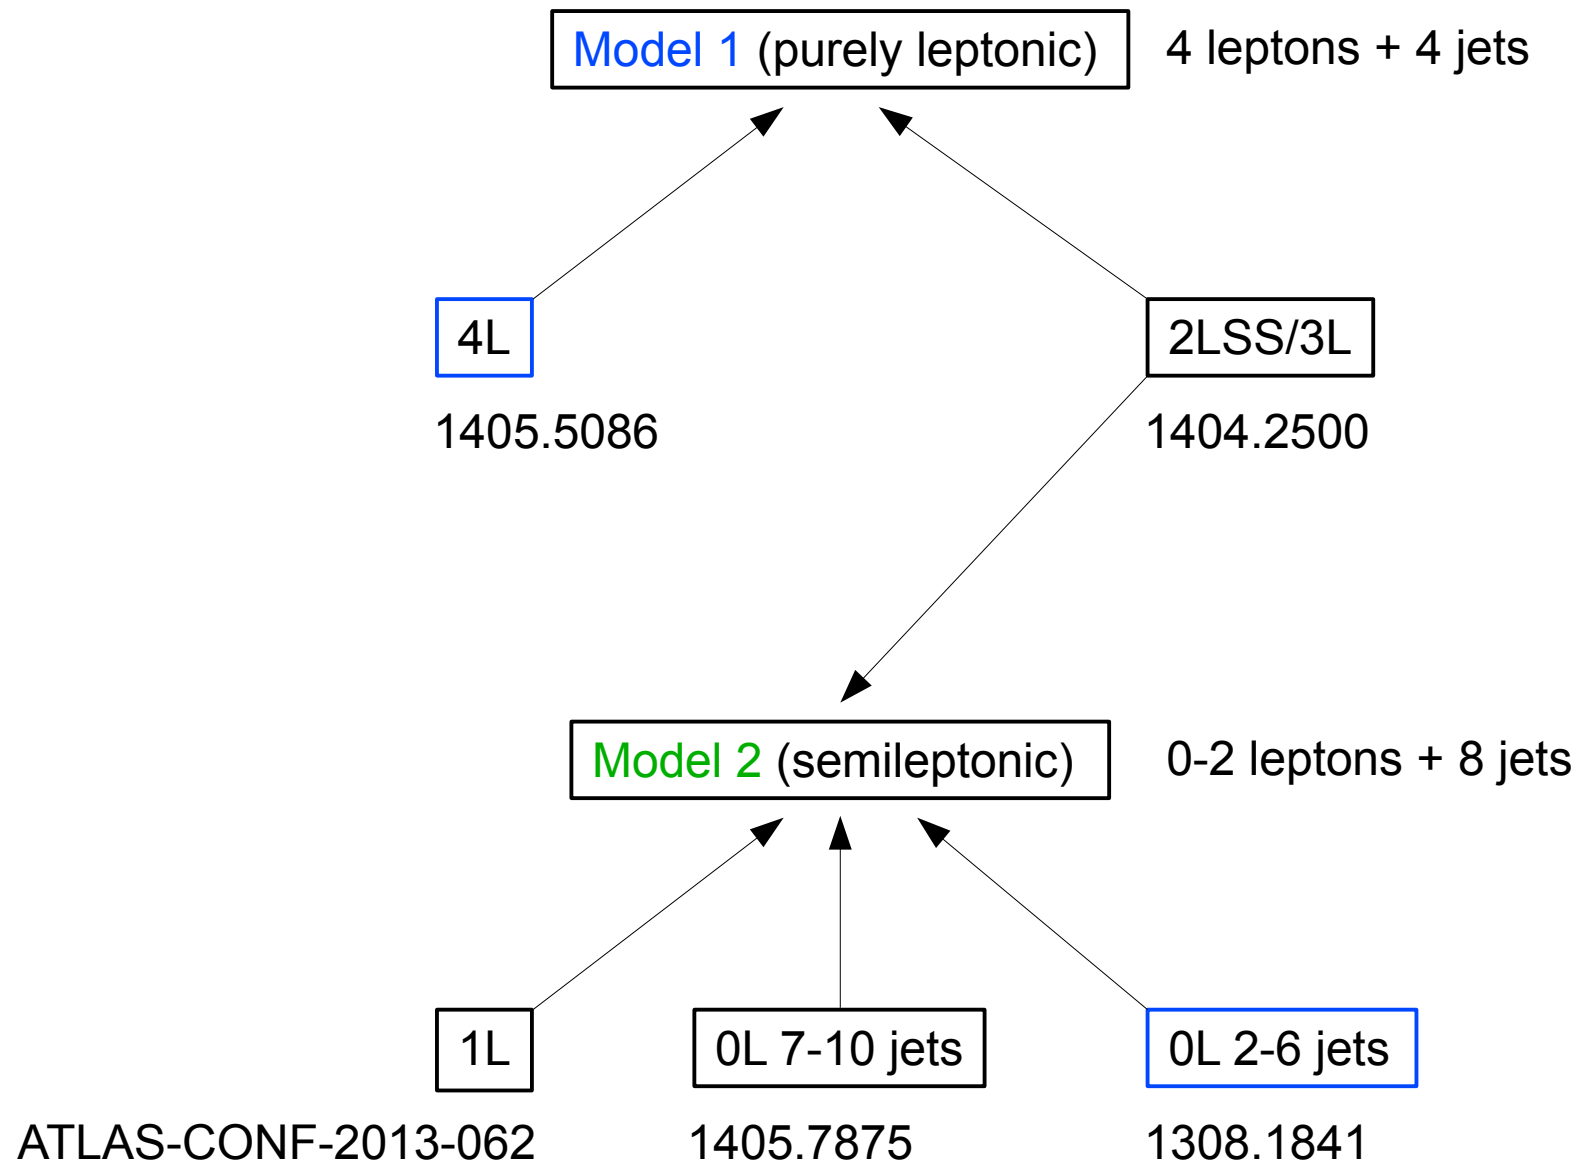 Model 1 (purely leptonic)
4 leptons + 4 jets
4L
2LSS/3L
1405.5086
1404.2500
Model 2 (semileptonic)
0-2 leptons + 8 jets
1L
0L 7-10 jets
0L 2-6 jets
ATLAS-CONF-2013-062
1405.7875
1308.1841